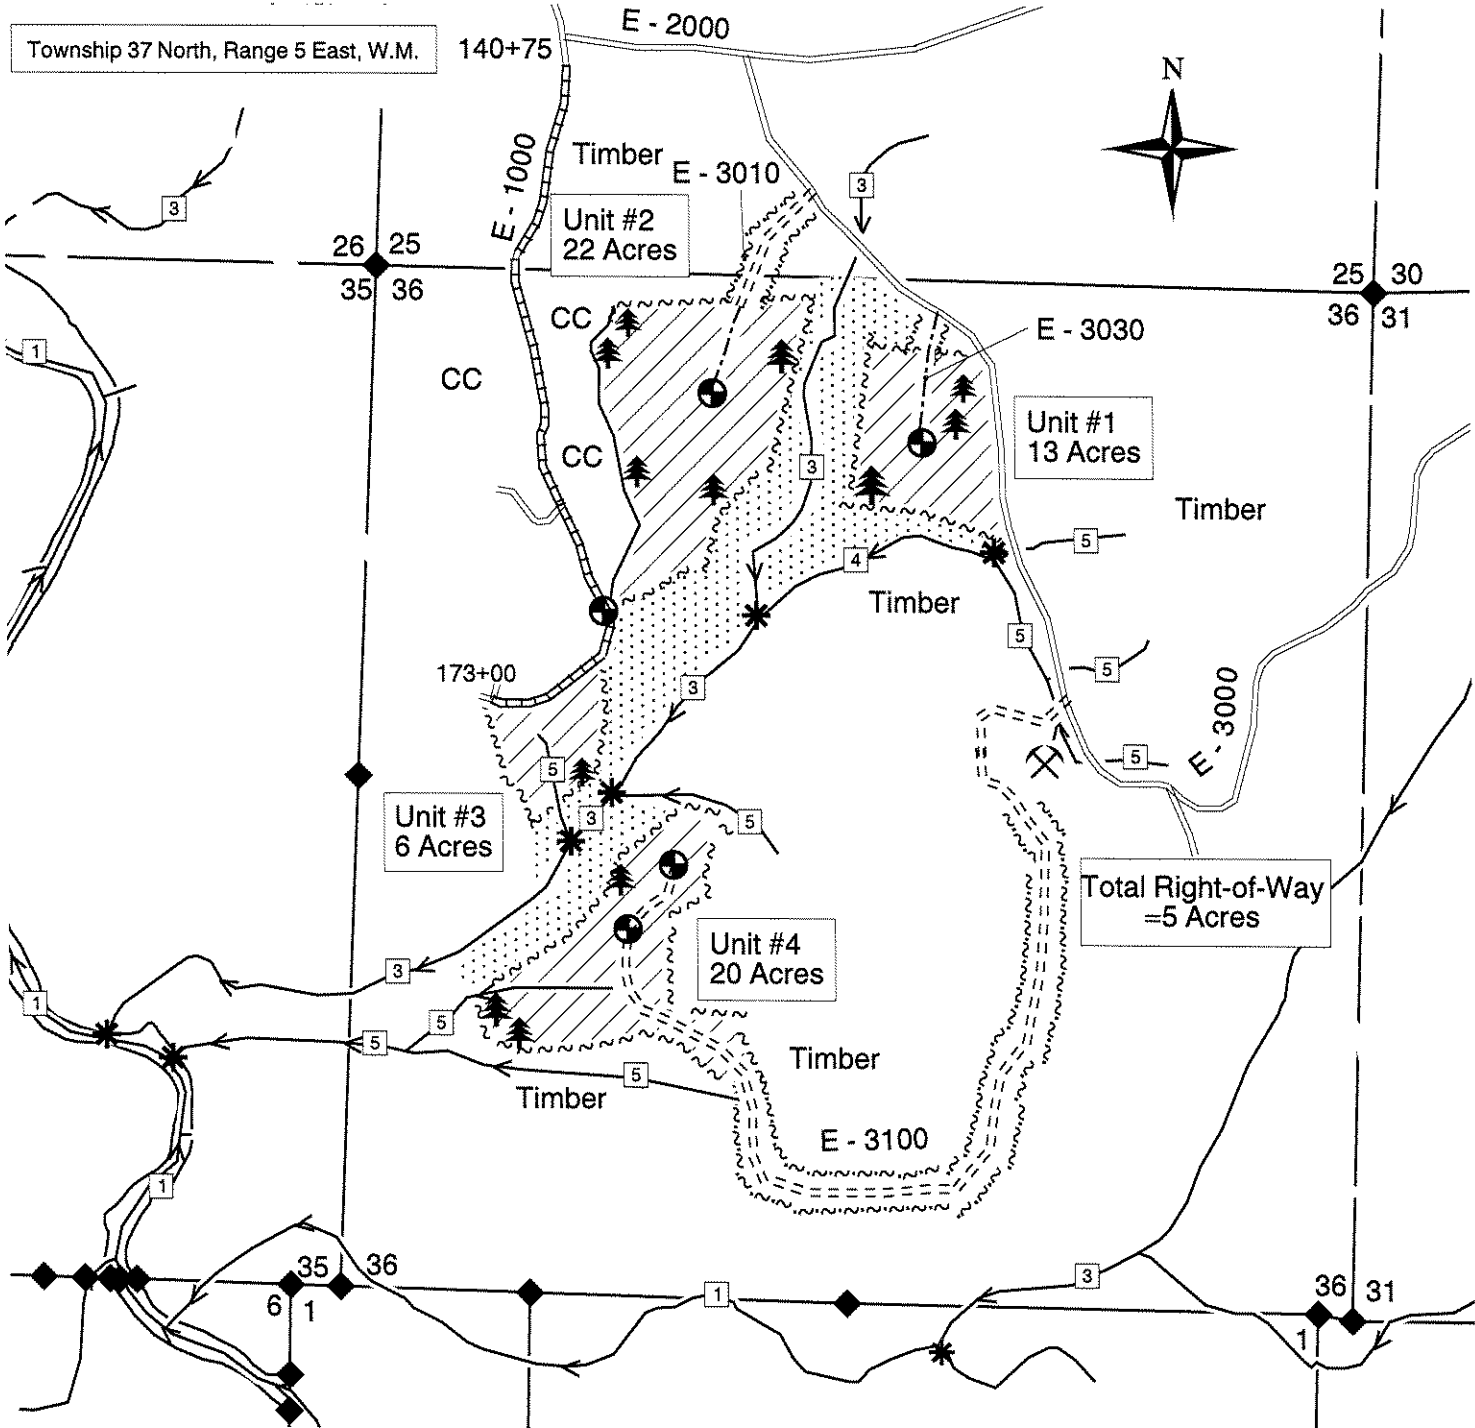 E - 2000
Township 37 North, Range 5 East, W.M.
140+75
N
E - 1000
Timber
E - 3010
3
3
Unit #2
22 Acres
26 25
35 36
25 30
36 31
CC
E - 3030
1
CC
Unit #1
13 Acres
CC
3
Timber
5
4
Timber
5
5
173+00
3
E - 3000
5
5
Unit #3
6 Acres
3
5
Total Right-of-Way
=5 Acres
Unit #4
20 Acres
3
1
5
5
Timber
5
Timber
E - 3100
1
35 36
6 1
3
1
36 31
1